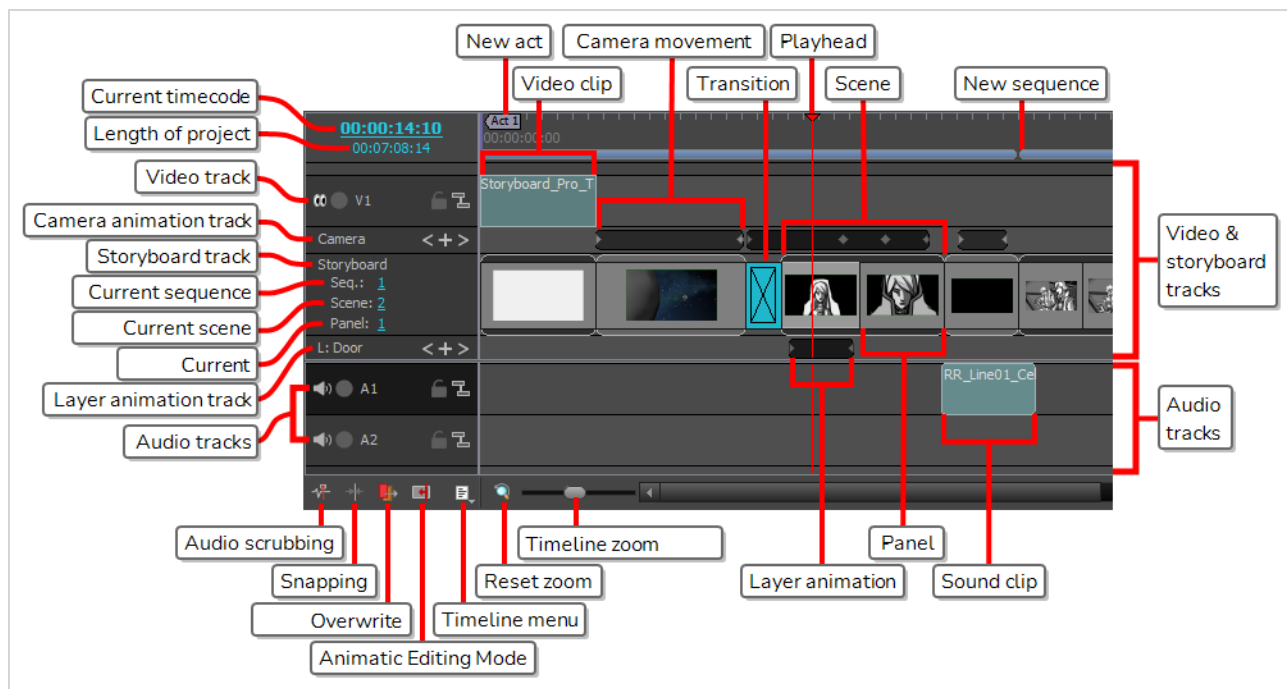 New act
Camera movement
Playhead
Video clip
Transition
Scene
New sequence
Current timecode
Length of project
Video track
Camera animation track
Storyboard track
Current sequence
Current scene
Current
Layer animation track
Audio tracks
00:00:14:10
00:07:08:14
Act 1
00:00:00:00
V1
Storyboard_Pro_T
Camera
Storyboard
Seq.: 1
Scene: 2
Panel: 1
L: Door
A1
RR_Line01_Cel
A2
Video &
storyboard
tracks
Audio
tracks
Audio scrubbing
Timeline zoom
Panel
Snapping
Reset zoom
Layer animation
Sound clip
Overwrite
Timeline menu
Animatic Editing Mode